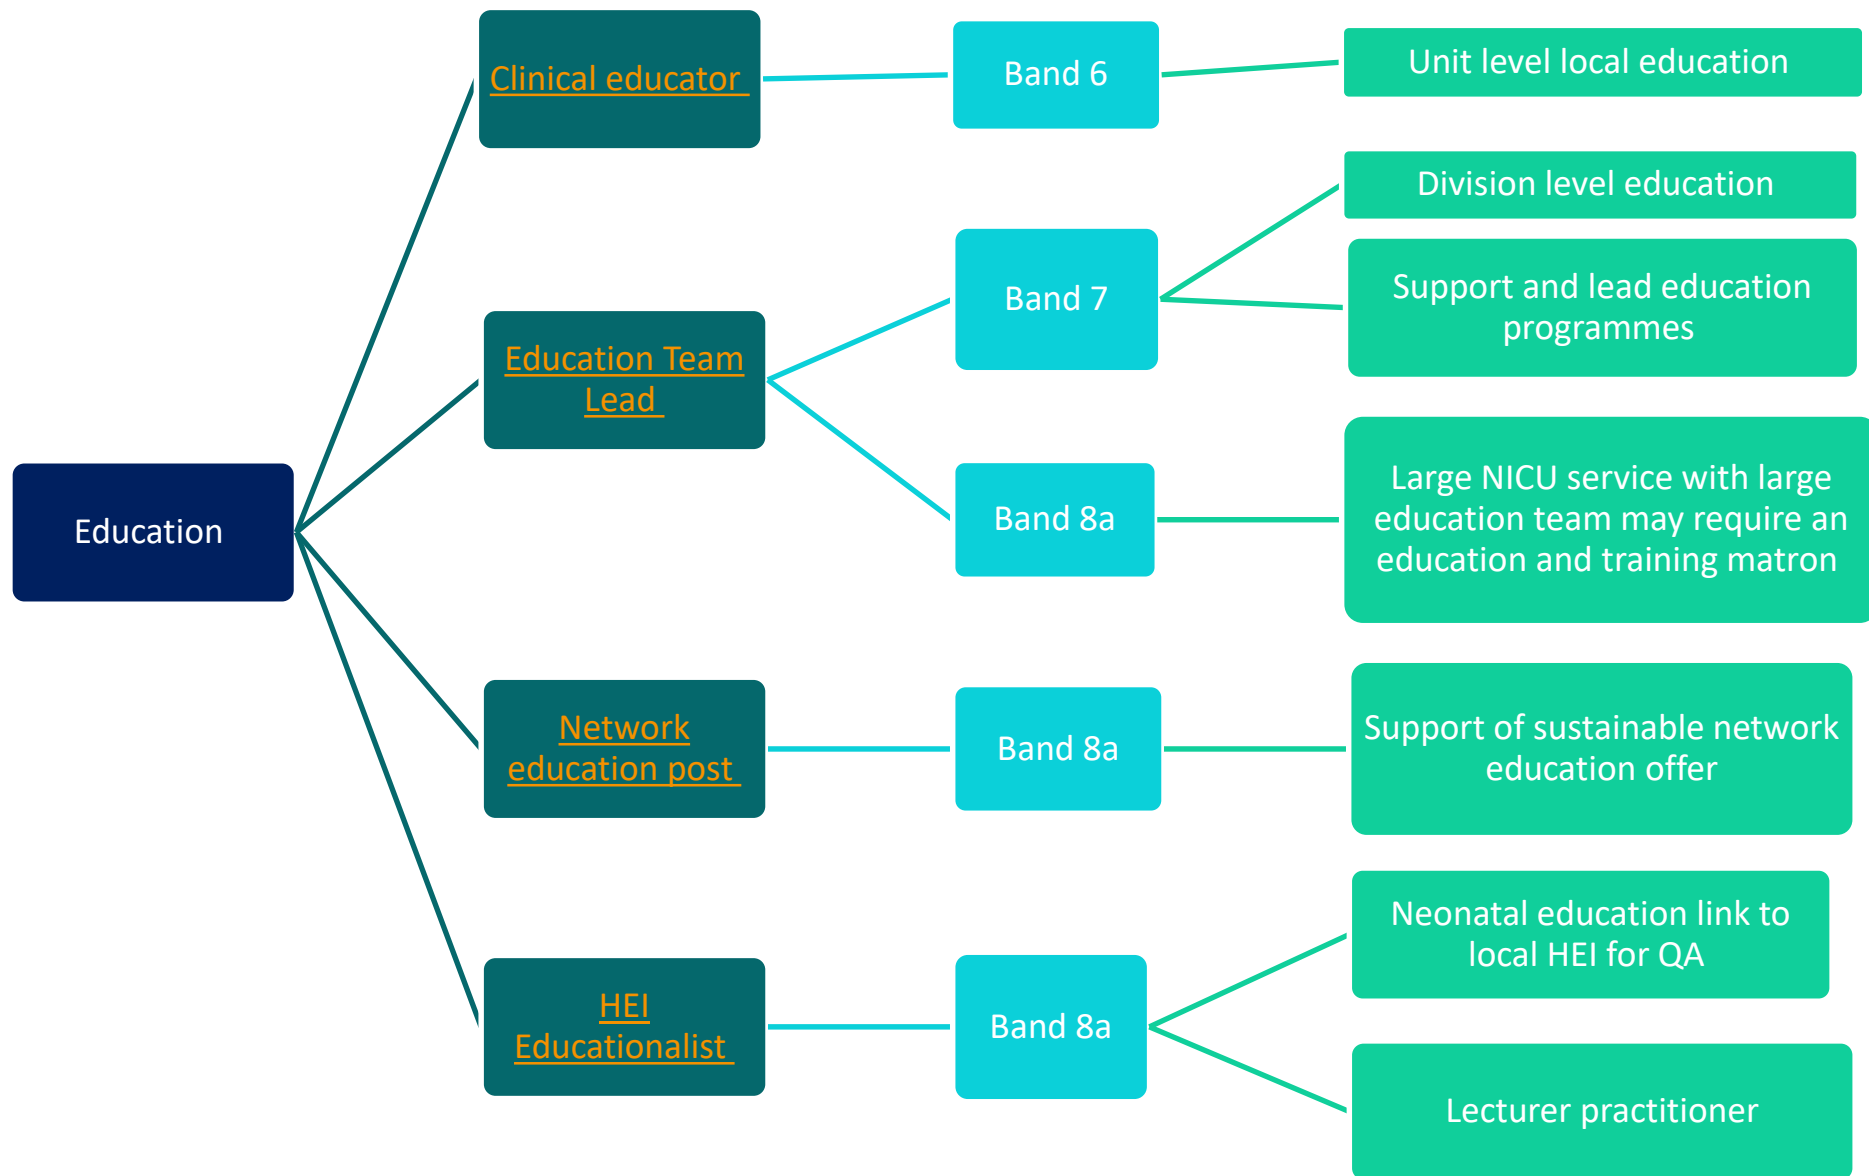 Education
Clinical educator
Band 6
Unit level local education
Education Team
Lead
Band 7
Division level education
Support and lead education
programmes
Band 8a
Large NICU service with large
education team may require an
education and training matron
Network
education post
Band 8a
Support of sustainable network
education offer
HEI
Educationalist
Band 8a
Neonatal education link to
local HEI for QA
Lecturer practitioner